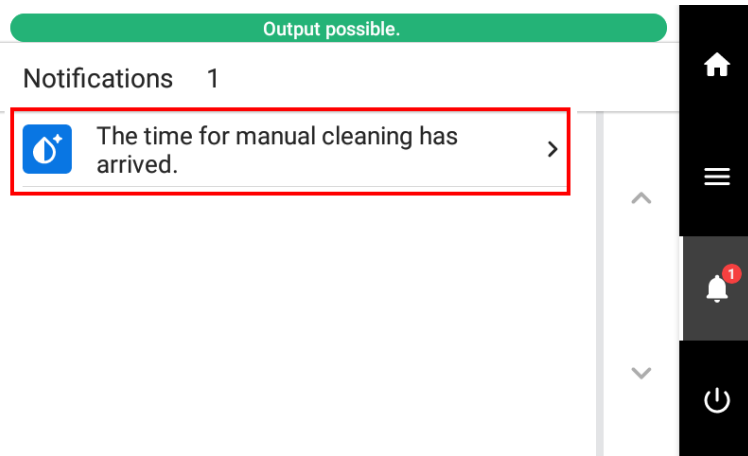 Output possible.
Notifications 1
The time for manual cleaning has
arrived.
1